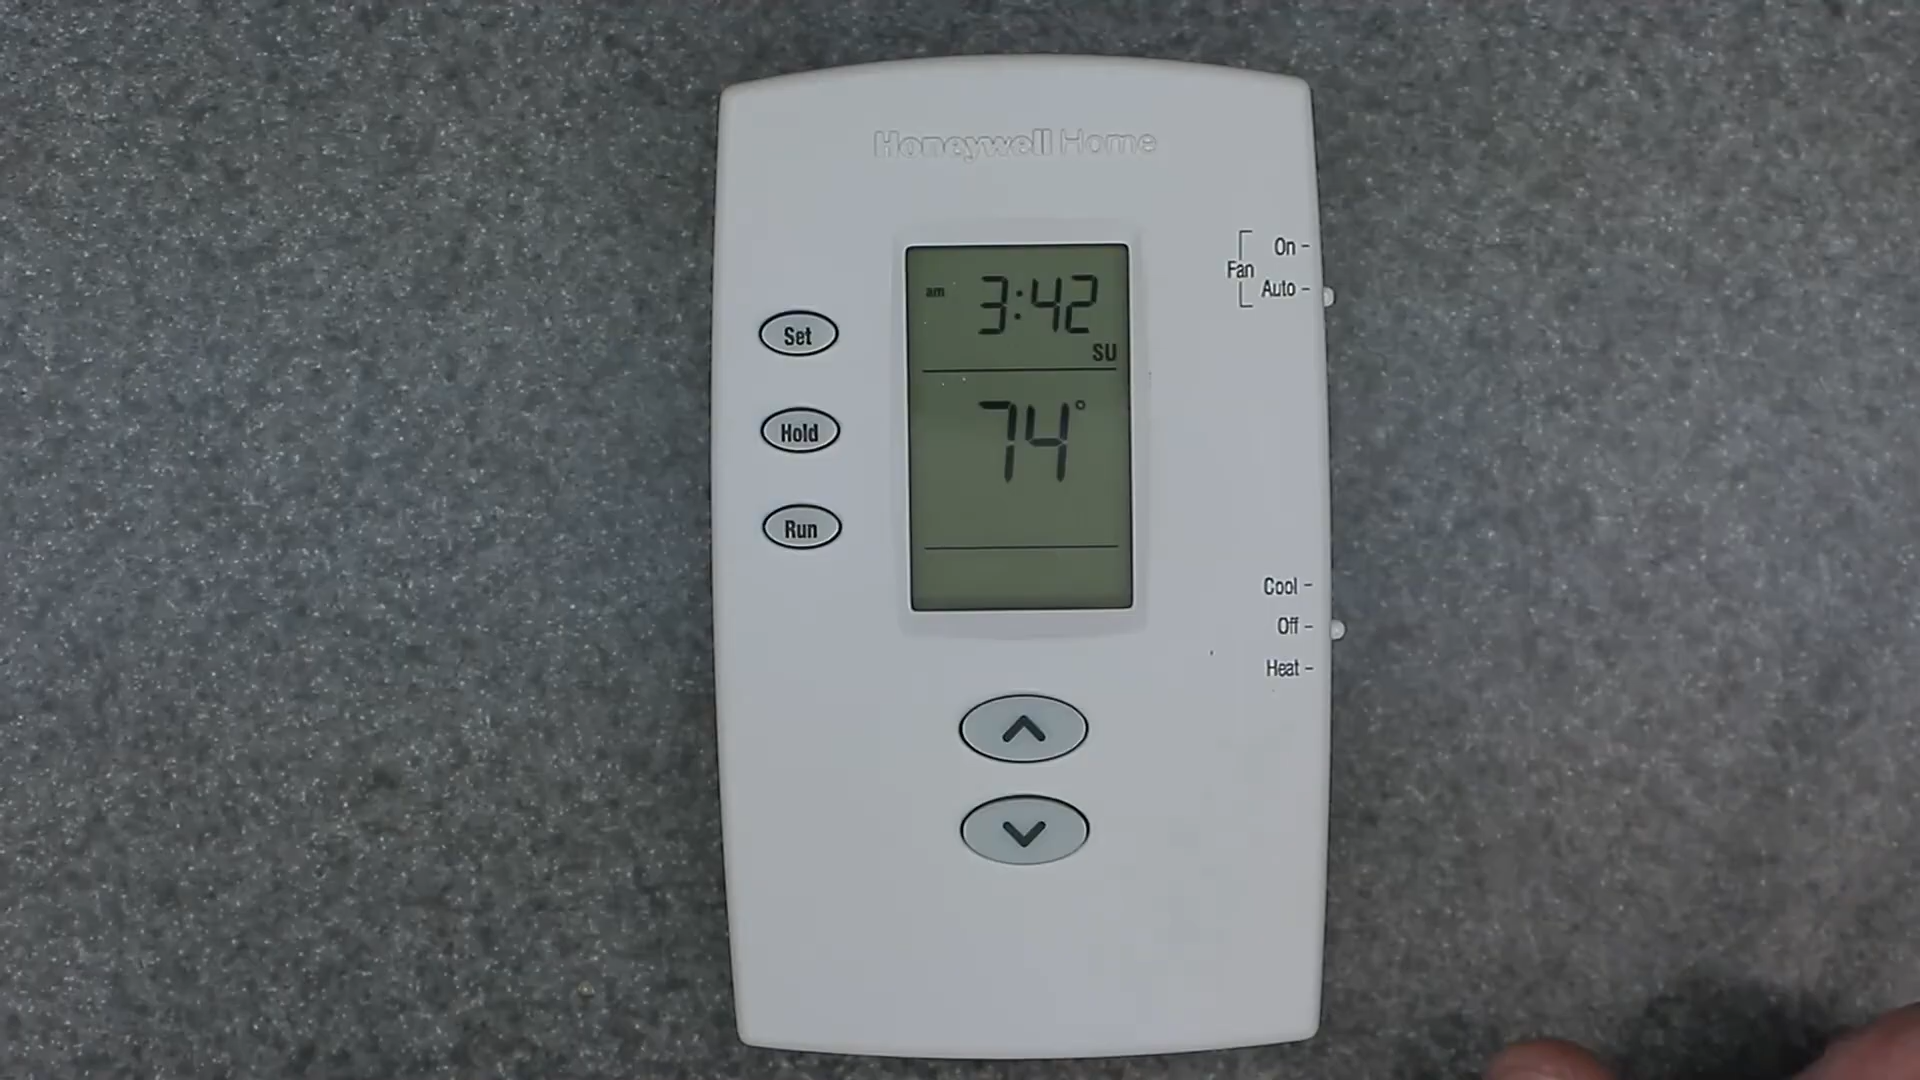 Honeywell Home
On
Fan
Auto
am 3:42
SU
Set
74°
Hold
Run
Cool
Off
Heat